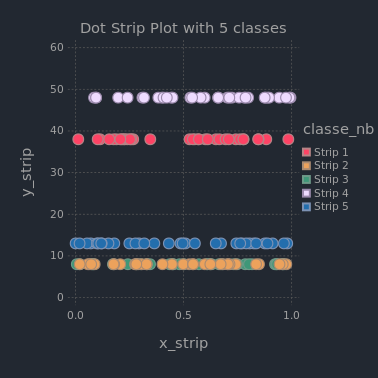 Dot Strip Plot with 5 classes
60
50
40
30
20
10
0
y_strip
0.0
0.5
1.0
x_strip
classe_nb
Strip 1
Strip 2
Strip 3
Strip 4
Strip 5